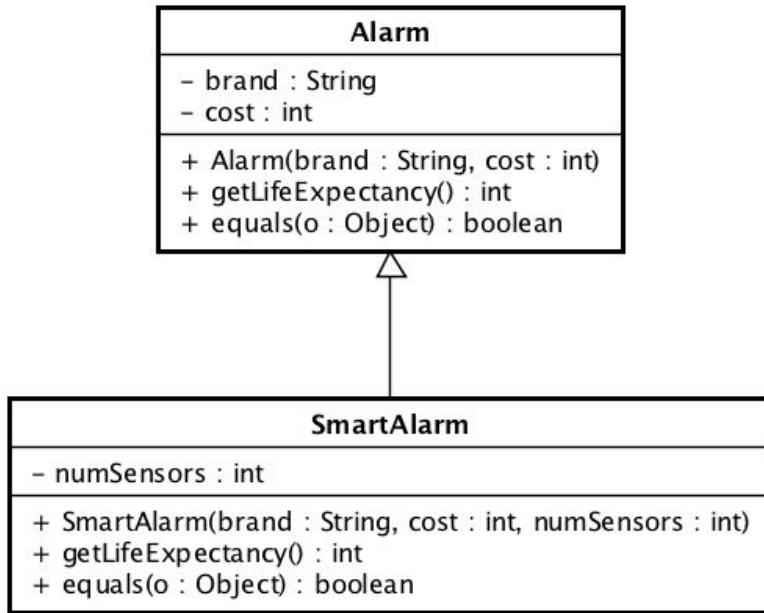 Alarm
– brand : String
– cost : int
+ Alarm(brand : String, cost : int)
+ getLifeExpectancy() : int
+ equals(o : Object) : boolean
SmartAlarm
– numSensors : int
+ SmartAlarm(brand : String, cost : int, numSensors : int)
+ getLifeExpectancy() : int
+ equals(o : Object) : boolean